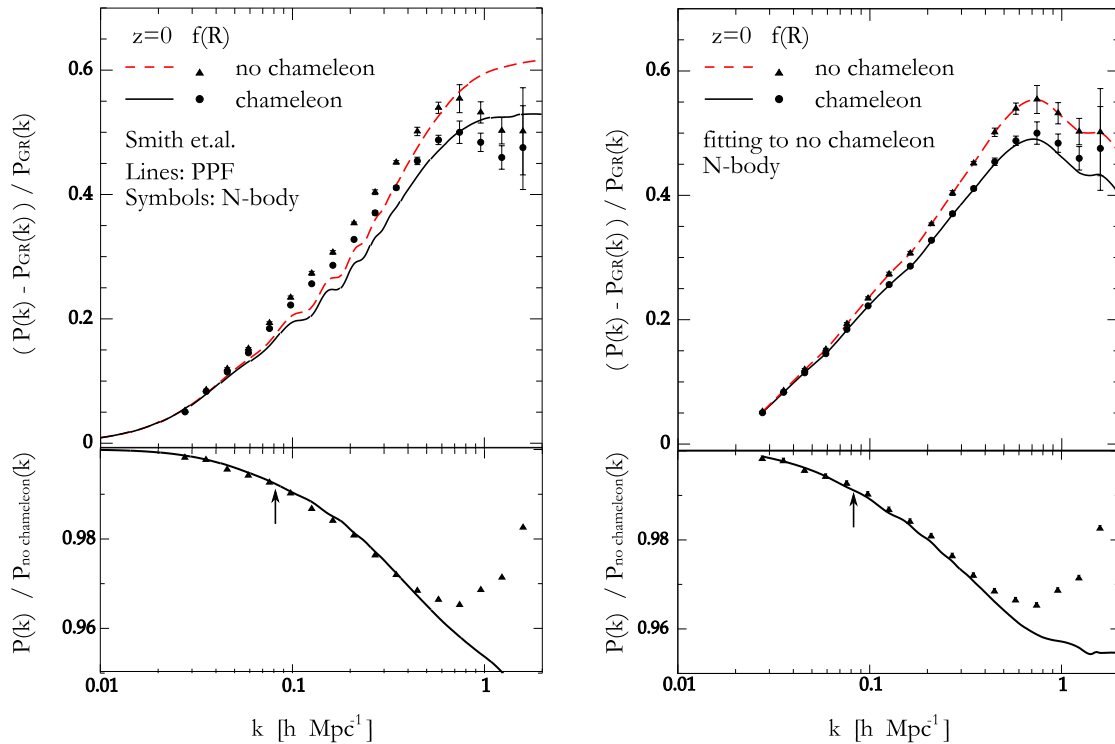 z=0 f(R)
no chameleon
chameleon
Smith et.al.
Lines: PPF
Symbols: N-body
0.6
0.4
0.2
0
( P(k) - PGR(k) ) / PGR(k)
0.98
0.96
P(k) / Pno chameleon(k)
0.01
0.1
1
k [h Mpc-1]
z=0 f(R)
no chameleon
chameleon
fitting to no chameleon
N-body
0.6
0.4
0.2
0
( P(k) - PGR(k) ) / PGR(k)
0.98
0.96
P(k) / Pno chameleon(k)
0.01
0.1
1
k [h Mpc-1]